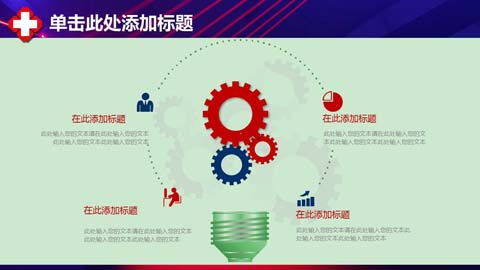 单击此处添加标题
在此添加标题
此处输入您的文本请在此处输入您的文本
此处输入您的文本此处输入您的文本
在此添加标题
此处输入您的文本请在此处输入您的文
本此处输入您的文本此处输入您的文本
在此添加标题
此处输入您的文本请在此处输入您的文本
此处输入您的文本此处输入您的文本
在此添加标题
此处输入您的文本请在此处输入您的文本此
处输入您的文本此处输入您的文本